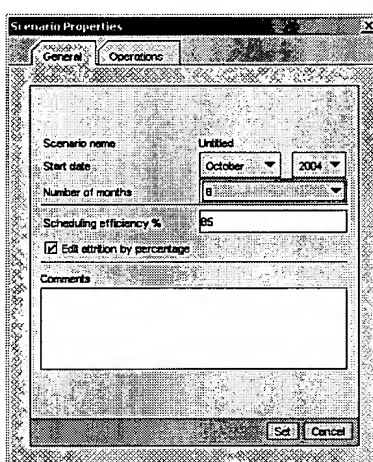 Scenario Properties
General Operations
Scenario name Untitled
Start date October 2004
Number of months 8
Scheduling efficiency % 85
Edit attrition by percentage
Comments
Set Cancel